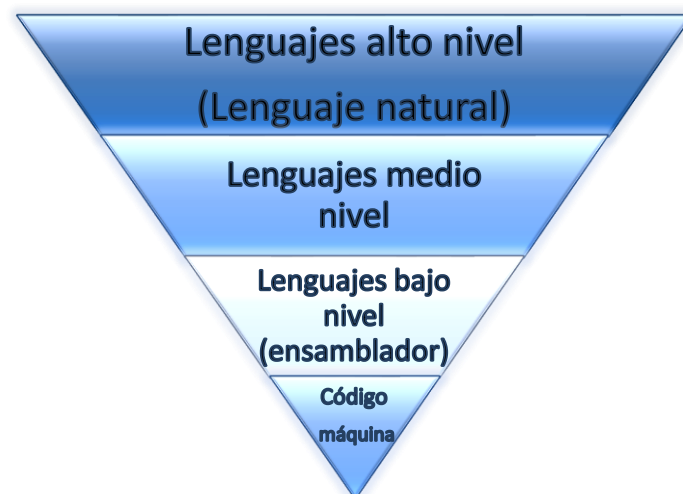 Lenguajes alto nivel
(Lenguaje natural)
Lenguajes medio
nivel
Lenguajes bajo
nivel
(ensamblador)
Código
máquina